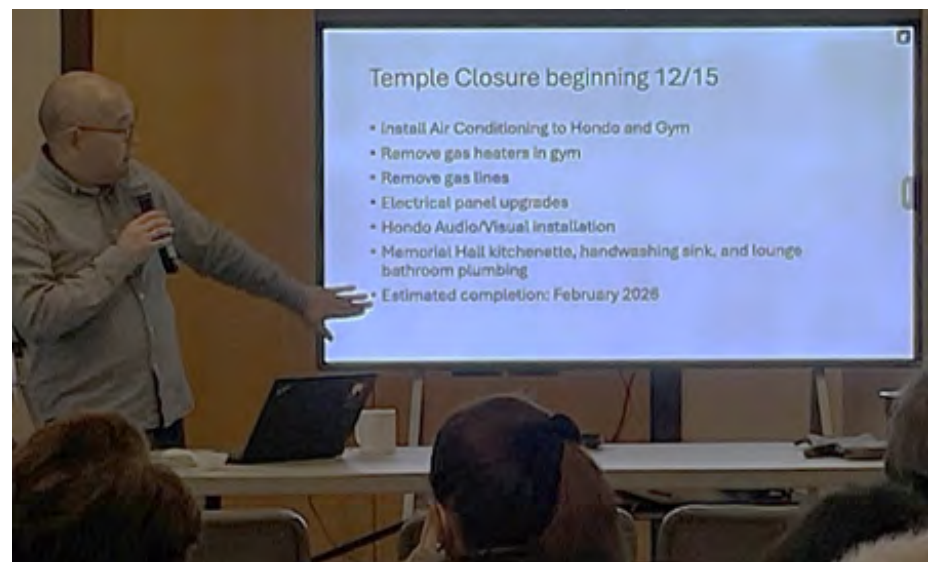 Temple Closure beginning 12/15
• Install Air Conditioning to Hondo and Gym
• Remove gas heaters in gym
• Remove gas lines
• Electrical panel upgrades
• Hondo Audio/Visual installation
• Memorial Hall kitchenette, handwashing sink, and lounge
bathroom plumbing
• Estimated completion: February 2026